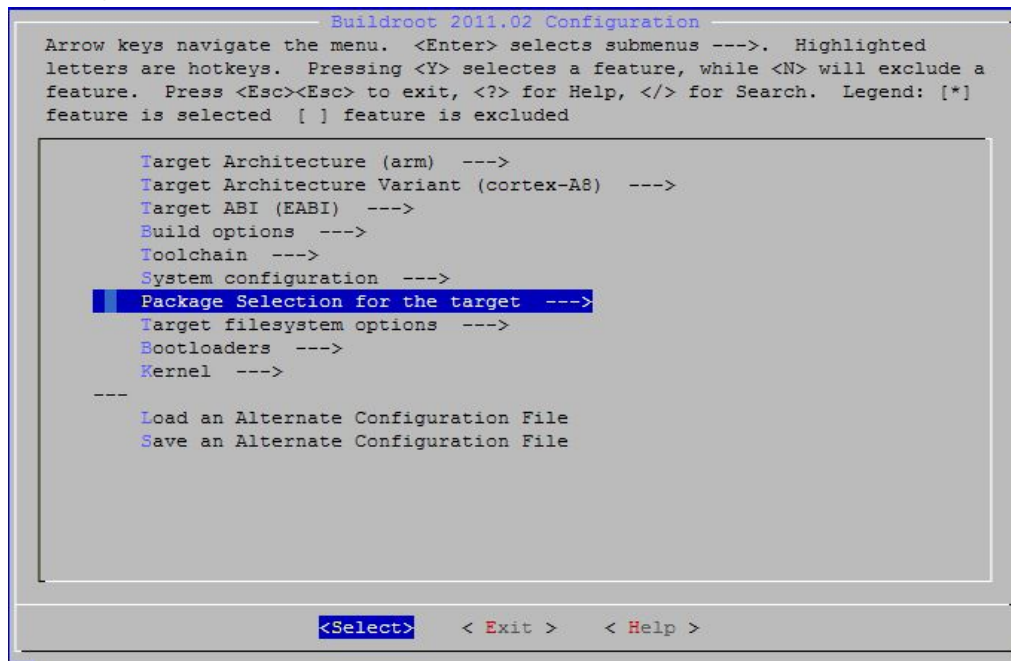 Buildroot 2011.02 Configuration
Arrow keys navigate the menu.  <Enter> selects submenus --->.  Highlighted
letters are hotkeys.  Pressing <Y> selectes a feature, while <N> will exclude a
feature.  Press <Esc><Esc> to exit, <?> for Help, </> for Search.  Legend: [*]
feature is selected  [ ] feature is excluded
Target Architecture (arm)  --->
Target Architecture Variant (cortex-A8)  --->
Target ABI (EABI)  --->
Build options  --->
Toolchain  --->
System configuration  --->
Package Selection for the target  --->
Target filesystem options  --->
Bootloaders  --->
Kernel  --->
---
Load an Alternate Configuration File
Save an Alternate Configuration File
<Select>    < Exit >    < Help >